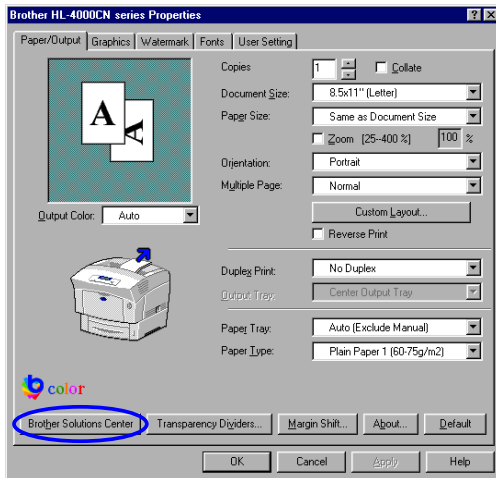 Brother HL-4000CN series Properties
Paper/Output Graphics Watermark Fonts User Setting
Copies 1 Collate
Document Size: 8.5x11" (Letter)
Paper Size: Same as Document Size
Zoom [25--400 %] 100 %
Orientation: Portrait
Multiple Page: Normal
Output Color: Auto
Custom Layout...
Reverse Print
Duplex Print: No Duplex
Output Tray: Center Output Tray
Paper Tray: Auto (Exclude Manual)
Paper Type: Plain Paper 1 (60-75g/m2)
b color
Brother Solutions Center Transparency Dividers... Margin Shift... About... Default
OK Cancel Apply Help
A
A